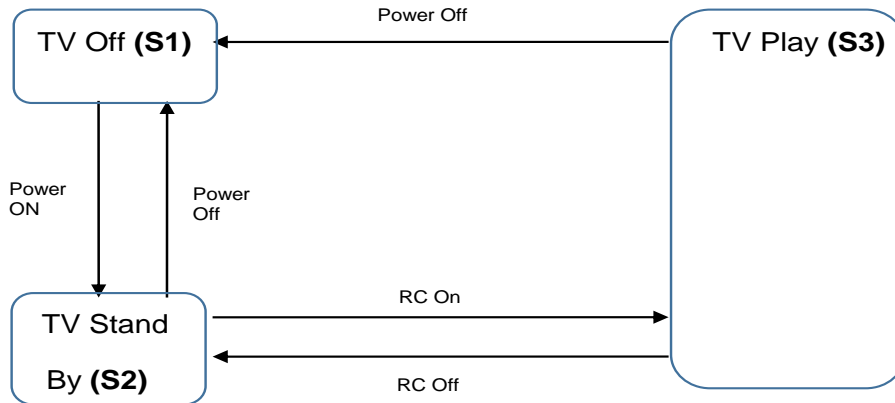 Power Off
TV Off (S1)
TV Play (S3)
Power
ON
Power
Off
RC On
TV Stand
By (S2)
RC Off